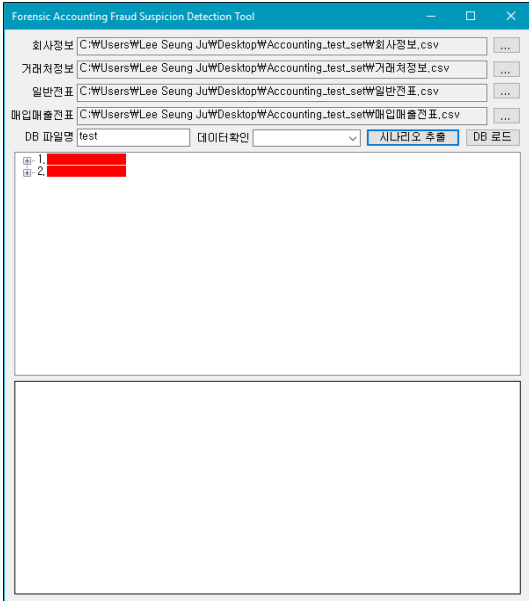 Forensic Accounting Fraud Suspicion Detection Tool
회사정보 C:₩Users₩Lee Seung Ju₩Desktop₩Accounting_test_set₩회사정보.csv ...
거래처정보 C:₩Users₩Lee Seung Ju₩Desktop₩Accounting_test_set₩거래처정보.csv ...
일반전표 C:₩Users₩Lee Seung Ju₩Desktop₩Accounting_test_set₩일반전표.csv ...
매입매출전표 C:₩Users₩Lee Seung Ju₩Desktop₩Accounting_test_set₩매입매출전표.csv ...
DB 파일명 test 데이터확인 시나리오 추출 DB 로드
1.
2.